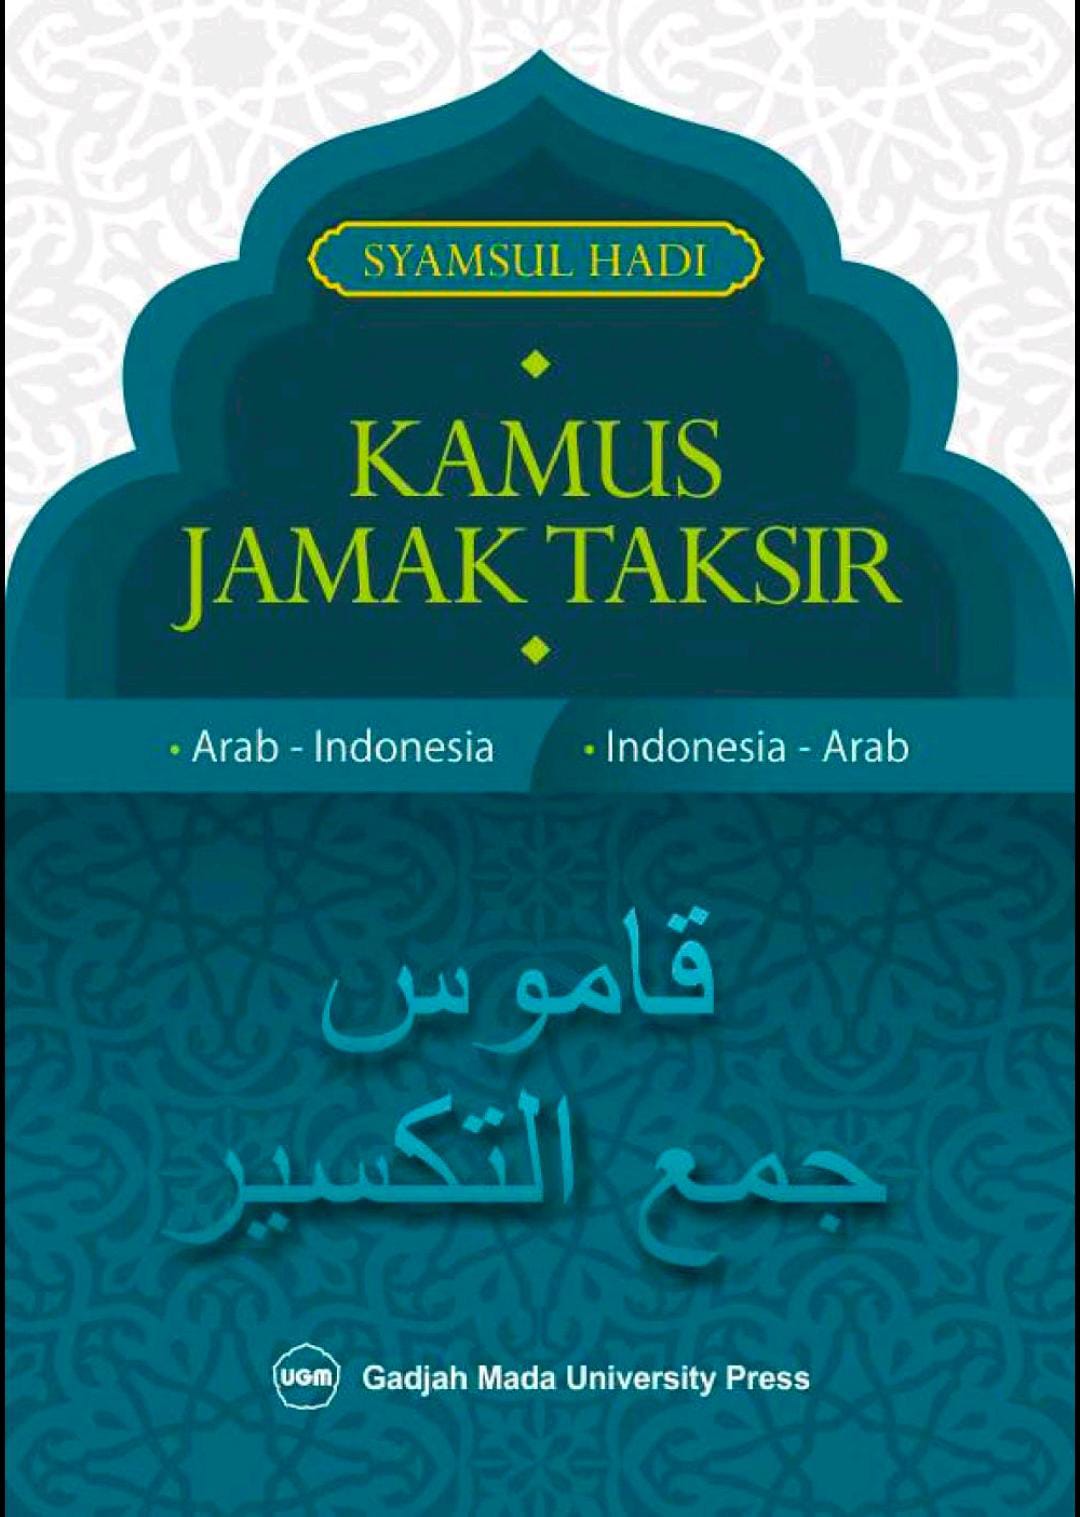 SYAMSUL HADI
KAMUS
JAMAK TAKSIR
• Arab - Indonesia • Indonesia - Arab
قاموس
جمع التكسير
UGM Gadjah Mada University Press